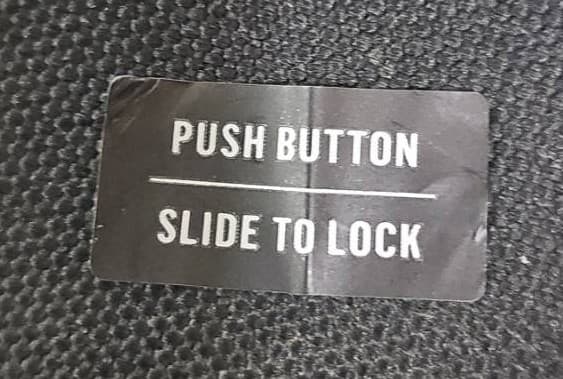 PUSH BUTTON
SLIDE TO LOCK